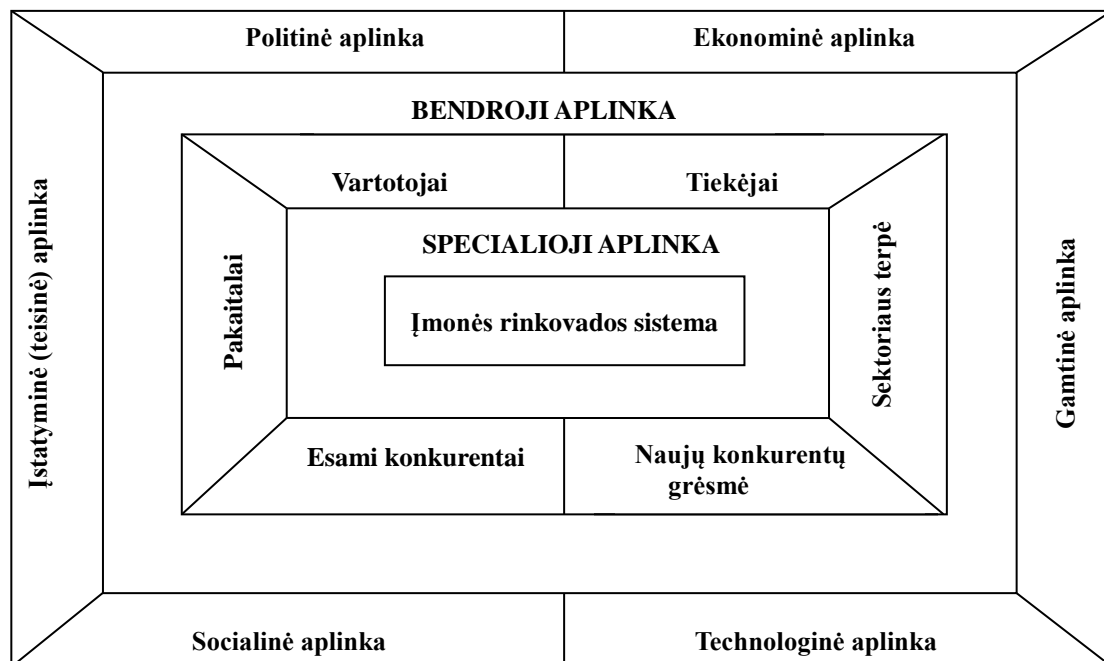 Politinė aplinka
Ekonominė aplinka
BENDROJI APLINKA
Vartotojai
Tiekėjai
Įstatyminė (teisinė) aplinka
Pakaitalai
SPECIALIOJI APLINKA
Įmonės rinkovados sistema
Sektoriaus terpė
Gamtinė aplinka
Esami konkurentai
Naujų konkurentų
grėsmė
Socialinė aplinka
Technologinė aplinka